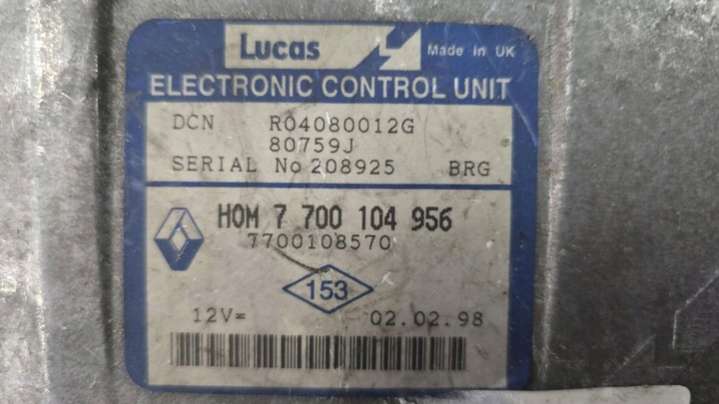 Lucas Made in UK
ELECTRONIC CONTROL UNIT
DCN R04080012G
80759J
SERIAL No 208925 BRG
HOM 7 700 104 956
7700108570
153
12V= 02.02.98